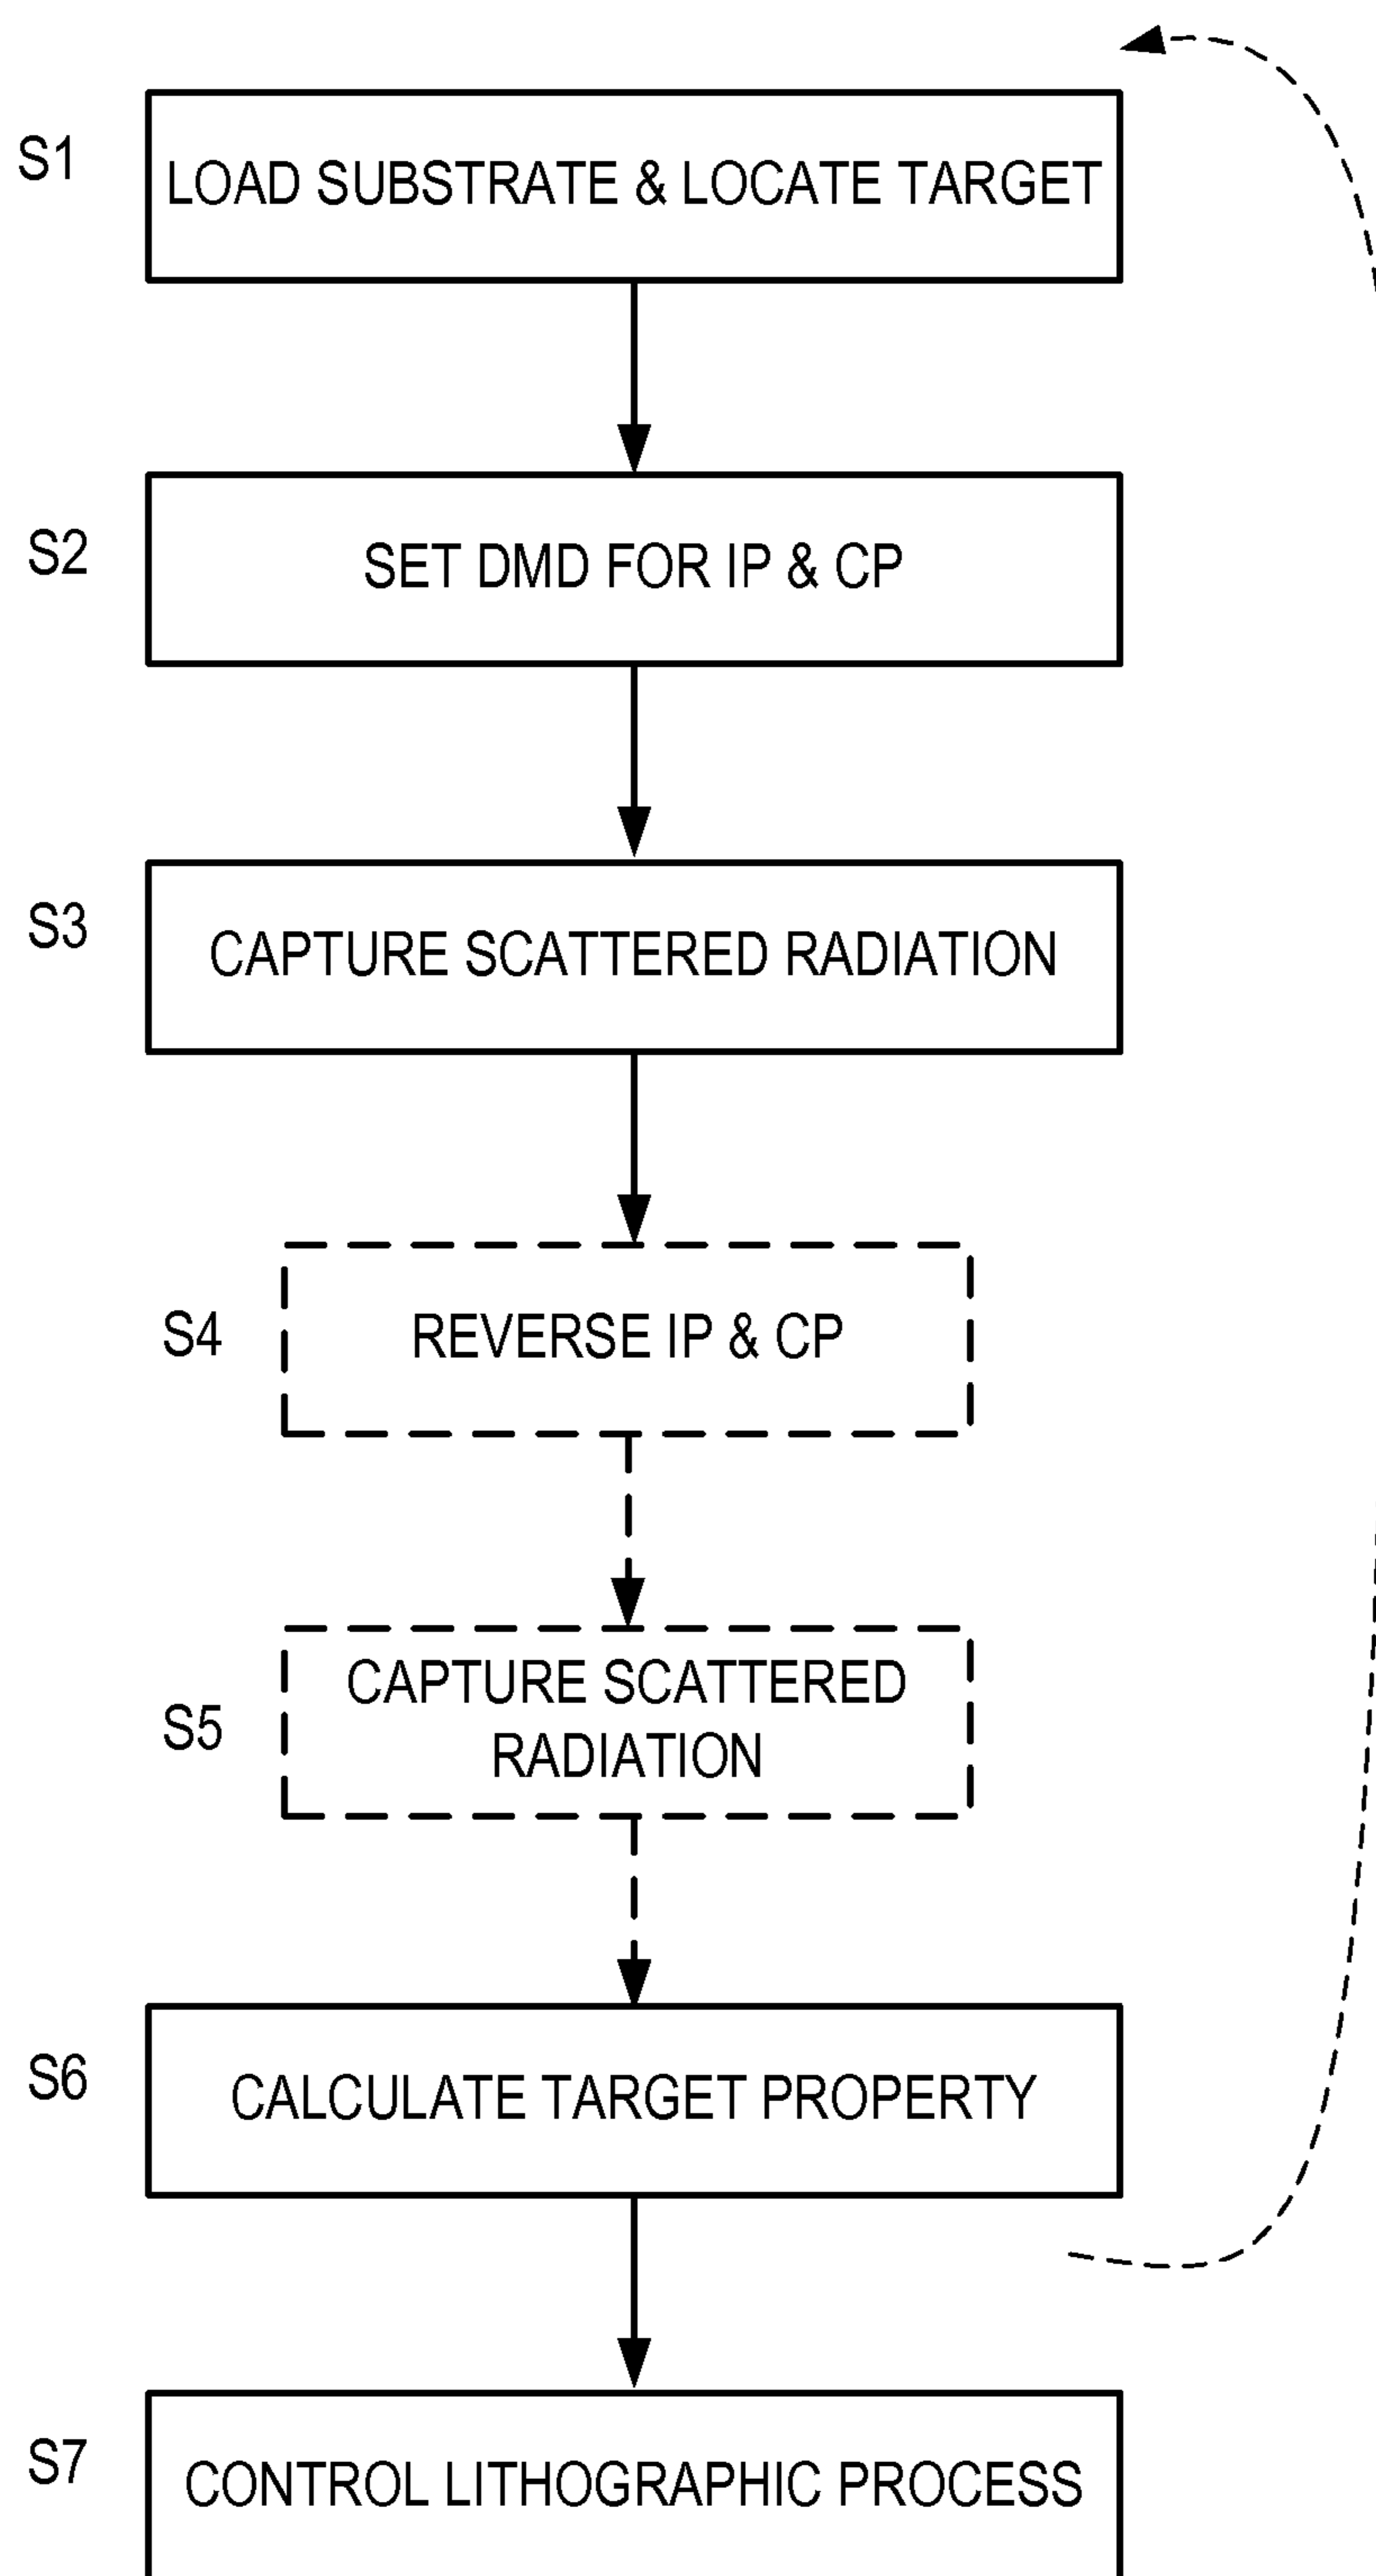 S1
LOAD SUBSTRATE & LOCATE TARGET
S2
SET DMD FOR IP & CP
S3
CAPTURE SCATTERED RADIATION
S4
REVERSE IP & CP
S5
CAPTURE SCATTERED
RADIATION
S6
CALCULATE TARGET PROPERTY
S7
CONTROL LITHOGRAPHIC PROCESS